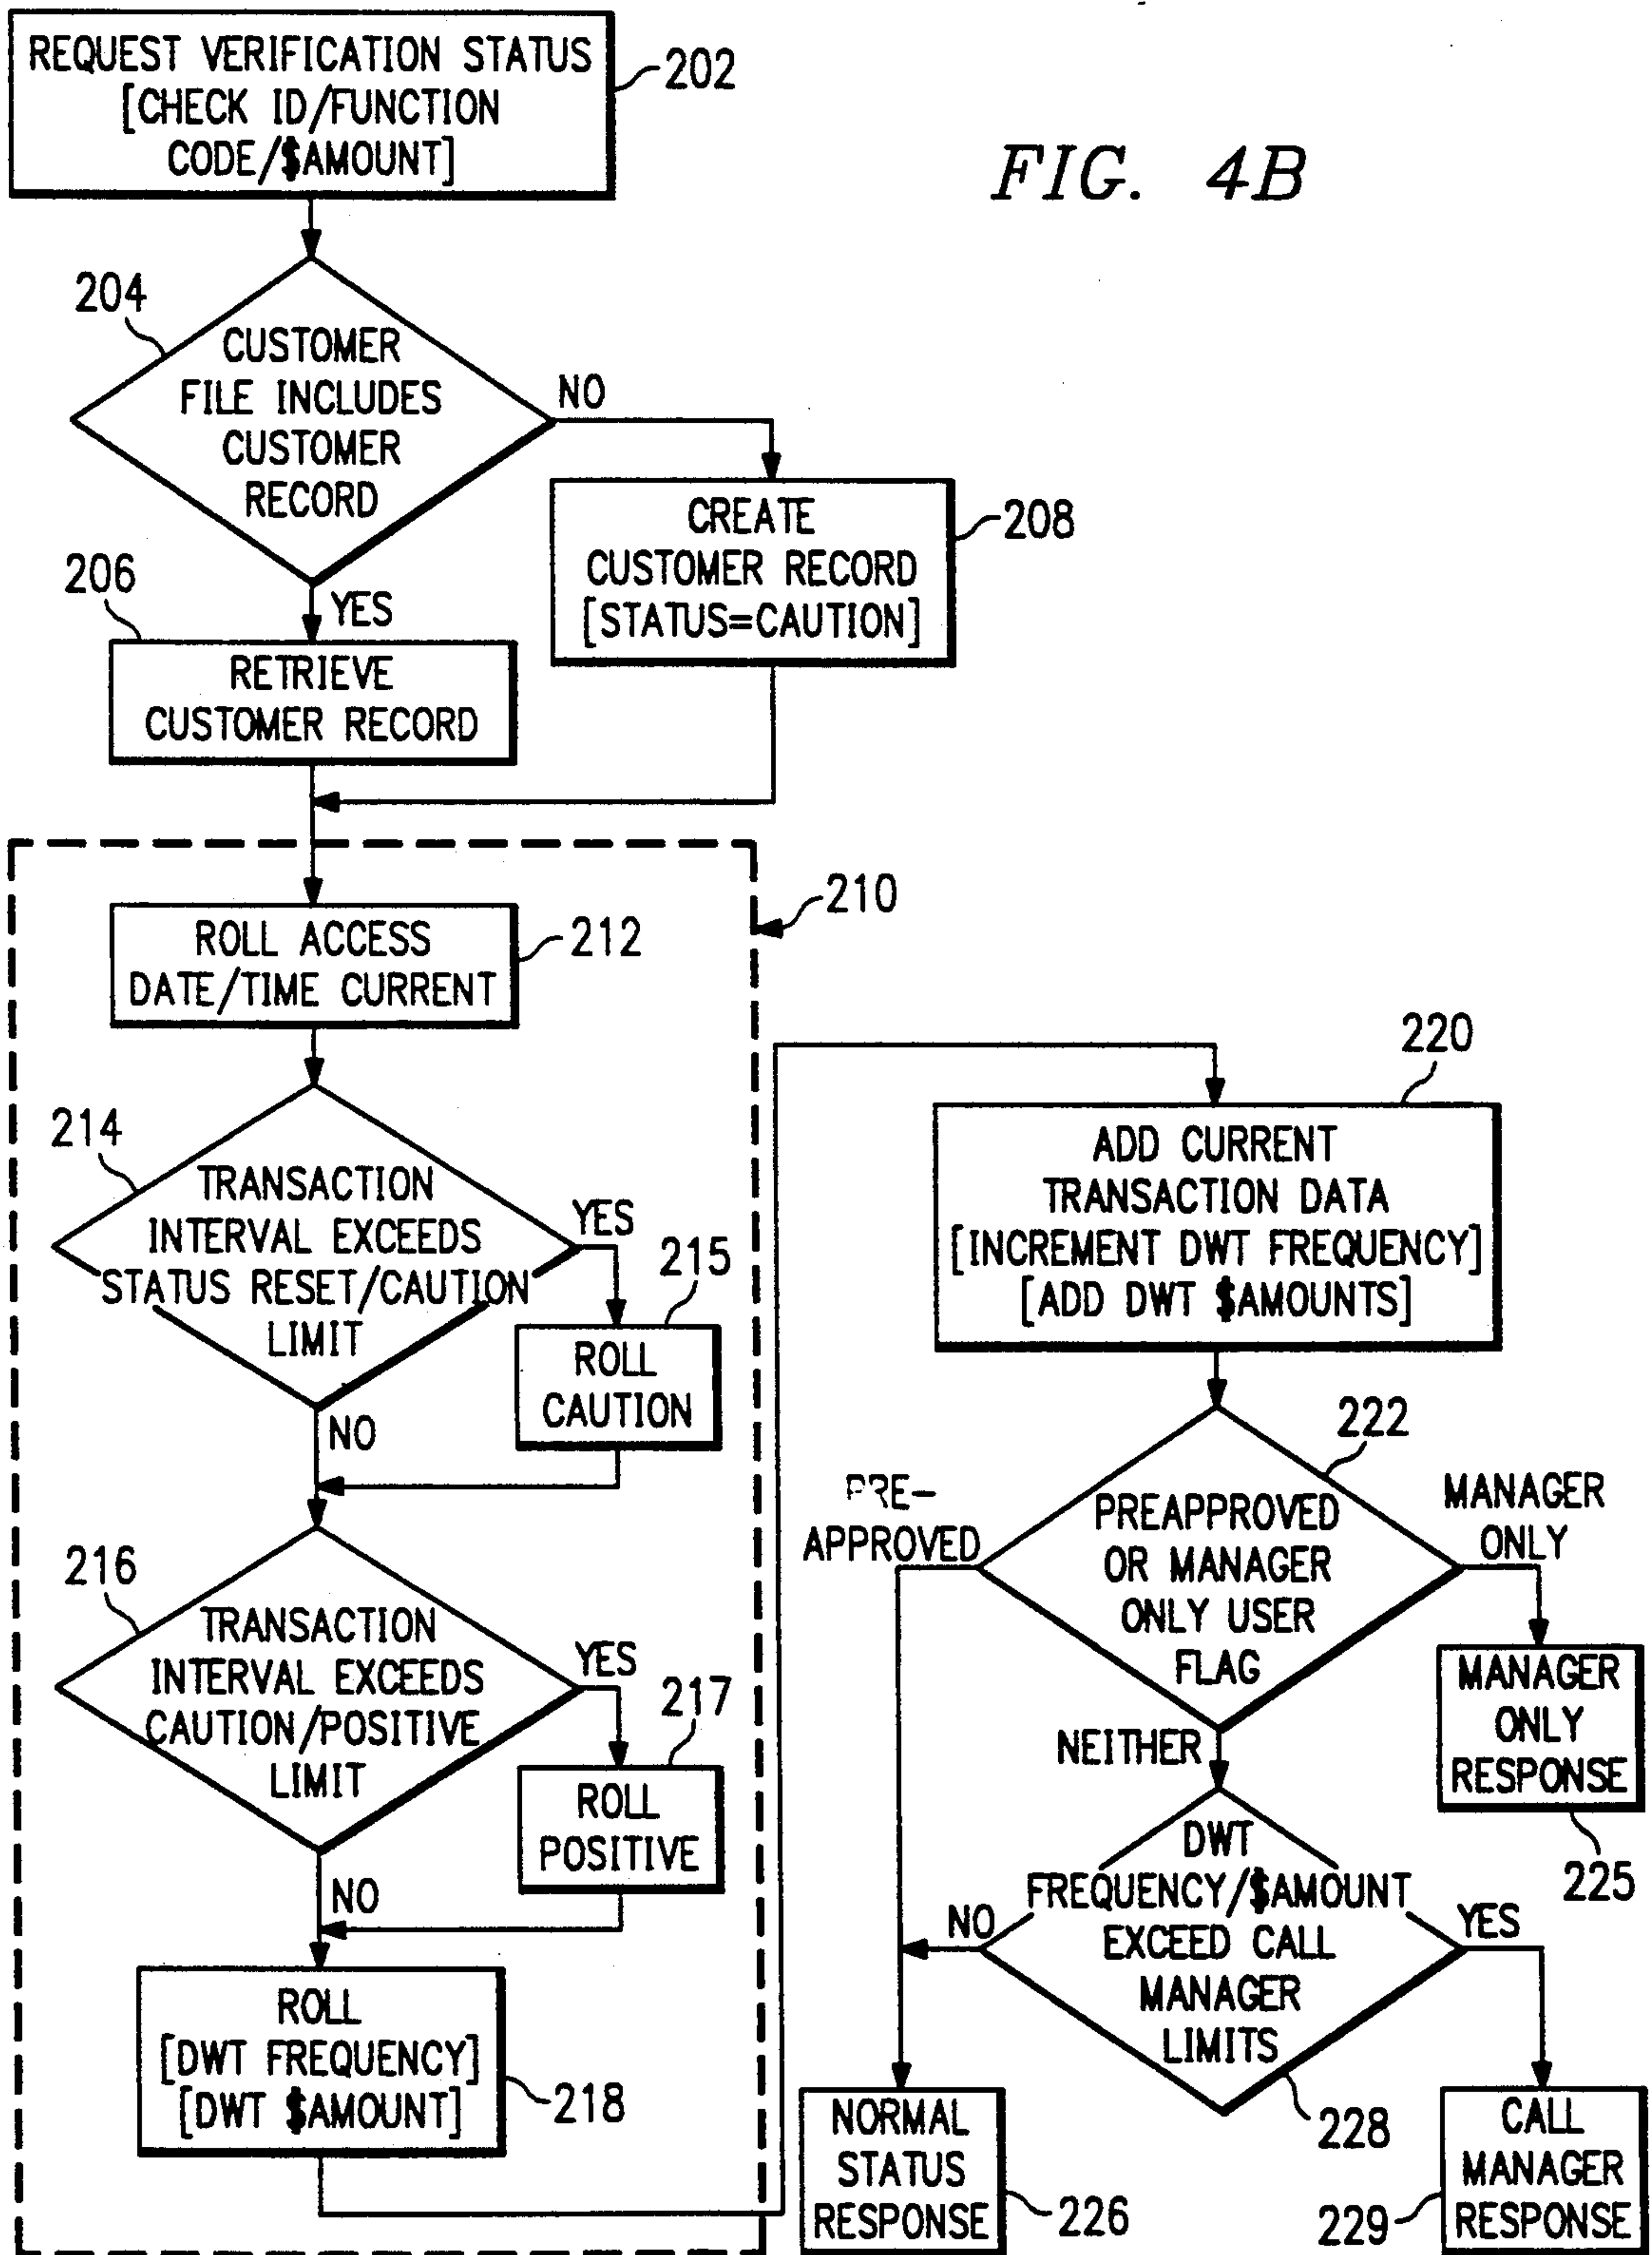 REQUEST VERIFICATION STATUS
[CHECK ID/FUNCTION
CODE/$AMOUNT]
202
FIG. 4B
204
CUSTOMER
FILE INCLUDES
CUSTOMER
RECORD
NO
YES
206
RETRIEVE
CUSTOMER RECORD
CREATE
CUSTOMER RECORD
[STATUS=CAUTION]
208
210
ROLL ACCESS
DATE/TIME CURRENT
212
214
TRANSACTION
INTERVAL EXCEEDS
STATUS RESET/CAUTION
LIMIT
YES
215
ROLL
CAUTION
NO
216
TRANSACTION
INTERVAL EXCEEDS
CAUTION/POSITIVE
LIMIT
YES
217
ROLL
POSITIVE
NO
ROLL
[DWT FREQUENCY]
[DWT $AMOUNT]
218
220
ADD CURRENT
TRANSACTION DATA
[INCREMENT DWT FREQUENCY]
[ADD DWT $AMOUNTS]
222
PREAPPROVED
OR MANAGER
ONLY USER
FLAG
PRE-
APPROVED
MANAGER
ONLY
MANAGER
ONLY
RESPONSE
225
NEITHER
DWT
FREQUENCY/$AMOUNT
EXCEED CALL
MANAGER
LIMITS
228
NO
YES
NORMAL
STATUS
RESPONSE
226
CALL
MANAGER
RESPONSE
229